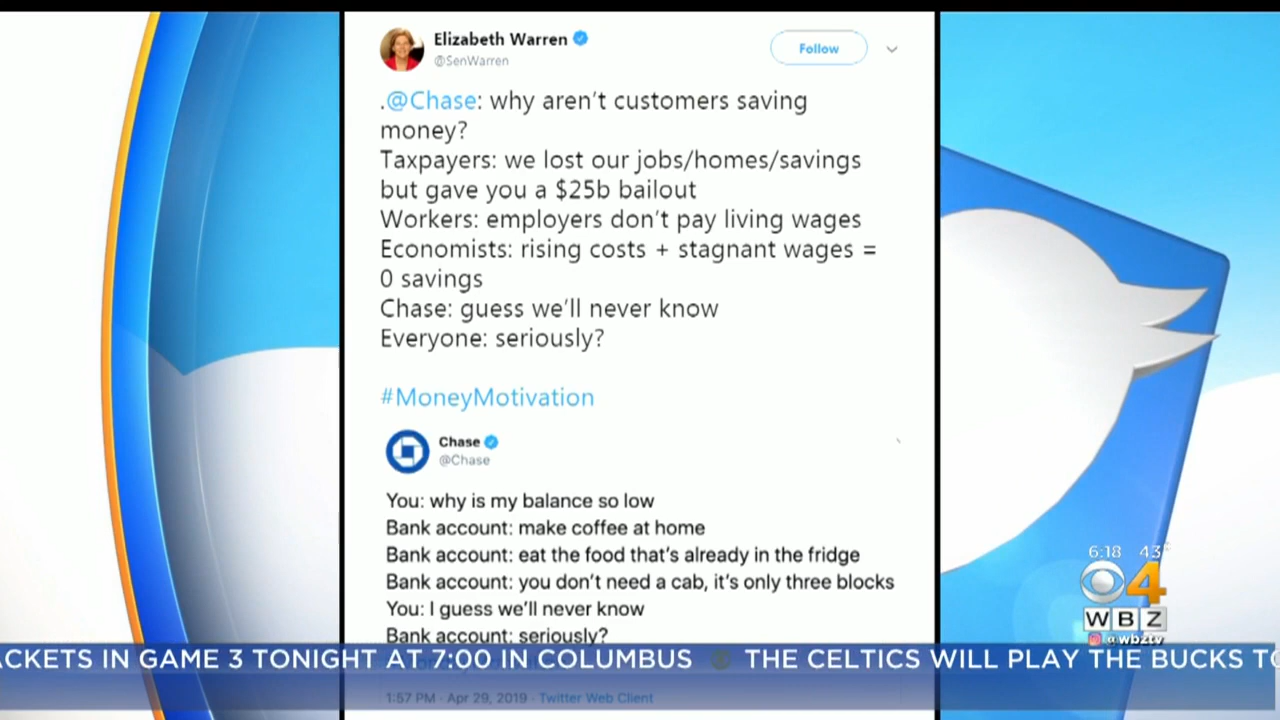 Elizabeth Warren
@SenWarren
Follow
.@Chase: why aren't customers saving
money?
Taxpayers: we lost our jobs/homes/savings
but gave you a $25b bailout
Workers: employers don't pay living wages
Economists: rising costs + stagnant wages =
0 savings
Chase: guess we'll never know
Everyone: seriously?
#MoneyMotivation
Chase
@Chase
You: why is my balance so low
Bank account: make coffee at home
Bank account: eat the food that's already in the fridge
Bank account: you don't need a cab, it's only three blocks
You: I guess we'll never know
Bank account: seriously?
1:57 PM - Apr 29, 2019 - Twitter Web Client
6:18 43°
4
WBZ
@wbztv
ACKETS IN GAME 3 TONIGHT AT 7:00 IN COLUMBUS THE CELTICS WILL PLAY THE BUCKS TO